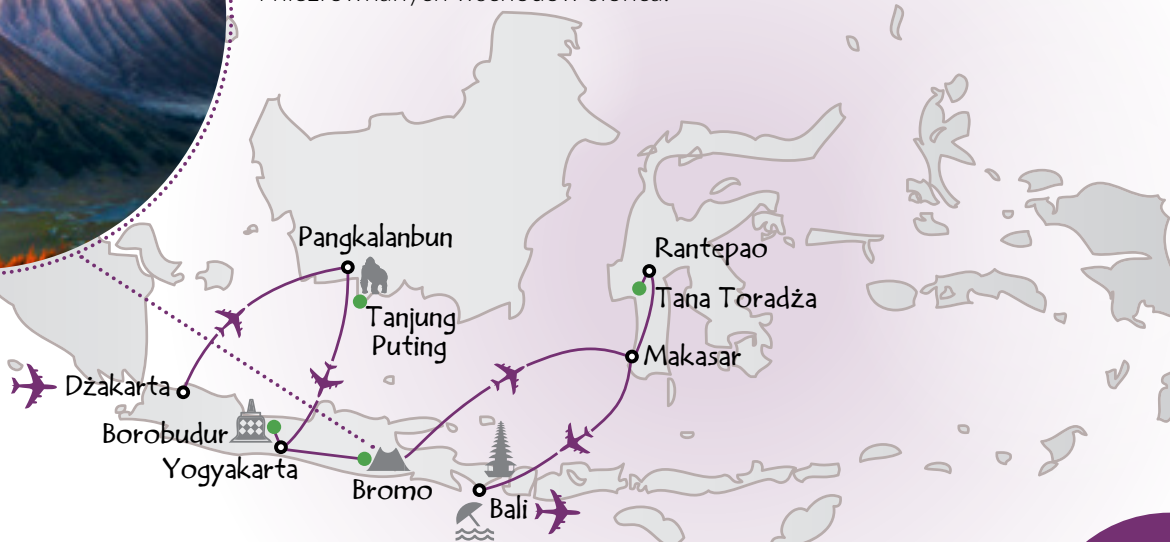 Pangkalanbun
Rantepao
Tana Toradża
Tanjung
Puting
Makasar
Dżakarta
Borobudur
Yogyakarta
Bromo
Bali